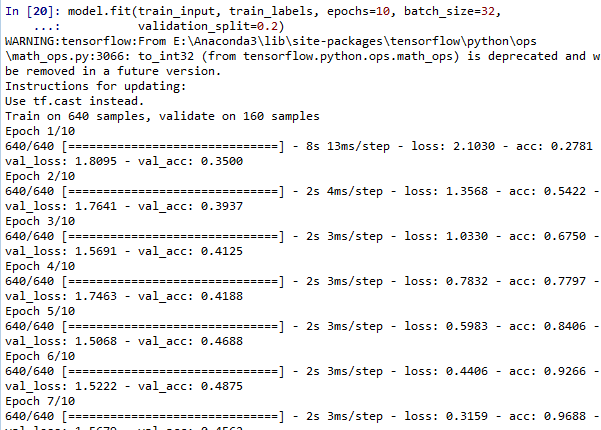 In [20]: model.fit(train_input, train_labels, epochs=10, batch_size=32,
...: validation_split=0.2)
WARNING:tensorflow:From E:\Anaconda3\lib\site-packages\tensorflow\python\ops
\math_ops.py:3066: to_int32 (from tensorflow.python.ops.math_ops) is deprecated and w
be removed in a future version.
Instructions for updating:
Use tf.cast instead.
Train on 640 samples, validate on 160 samples
Epoch 1/10
640/640 [==============================] - 8s 13ms/step - loss: 2.1030 - acc: 0.2781
val_loss: 1.8095 - val_acc: 0.3500
Epoch 2/10
640/640 [==============================] - 2s 4ms/step - loss: 1.3568 - acc: 0.5422 -
val_loss: 1.7641 - val_acc: 0.3937
Epoch 3/10
640/640 [==============================] - 2s 3ms/step - loss: 1.0330 - acc: 0.6750 -
val_loss: 1.5691 - val_acc: 0.4125
Epoch 4/10
640/640 [==============================] - 2s 3ms/step - loss: 0.7832 - acc: 0.7797 -
val_loss: 1.7463 - val_acc: 0.4188
Epoch 5/10
640/640 [==============================] - 2s 3ms/step - loss: 0.5983 - acc: 0.8406 -
val_loss: 1.5068 - val_acc: 0.4688
Epoch 6/10
640/640 [==============================] - 2s 3ms/step - loss: 0.4406 - acc: 0.9266 -
val_loss: 1.5222 - val_acc: 0.4875
Epoch 7/10
640/640 [==============================] - 2s 3ms/step - loss: 0.3159 - acc: 0.9688 -